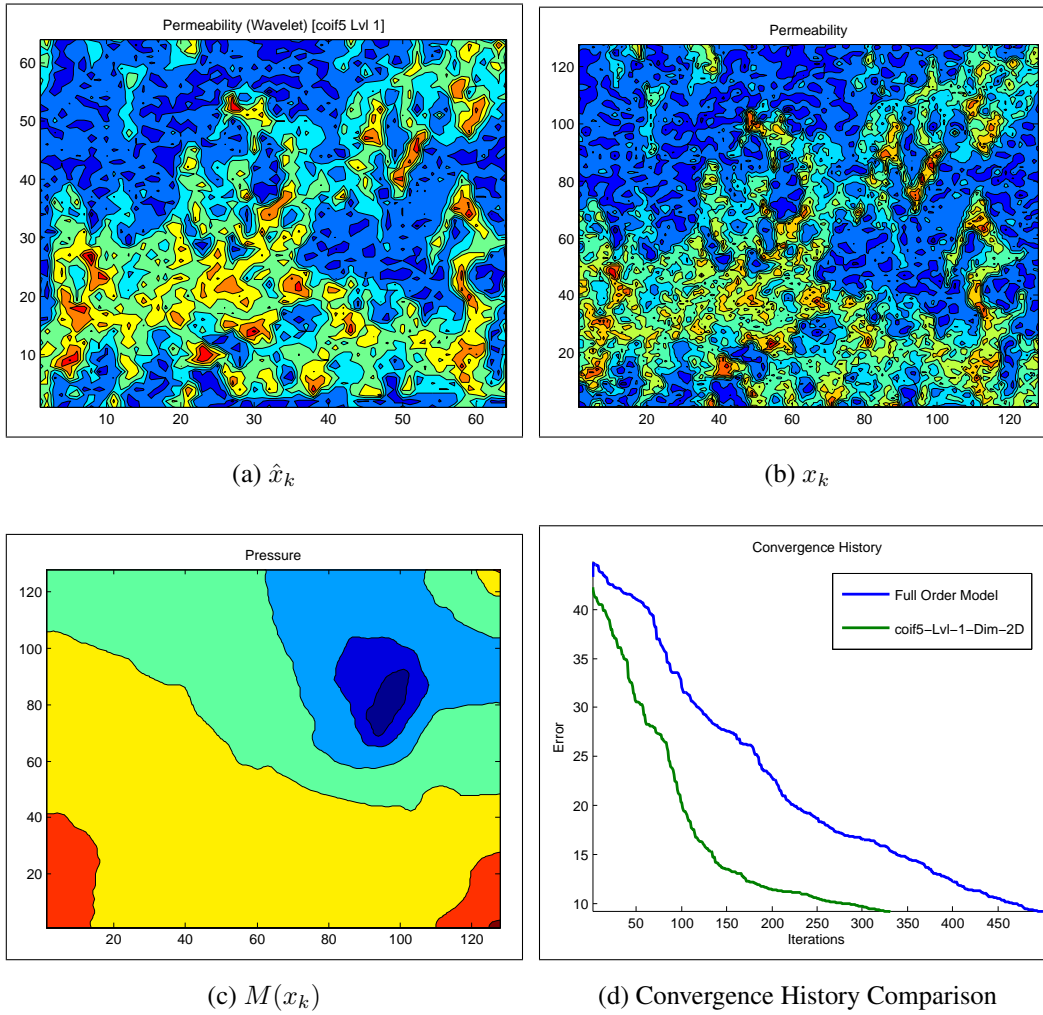 Permeability (Wavelet) [coif5 Lvl 1]
60
50
40
30
20
10
10 20 30 40 50 60
(a) x̂k
Permeability
120
100
80
60
40
20
20 40 60 80 100 120
(b) xk
Pressure
120
100
80
60
40
20
20 40 60 80 100 120
(c) M(xk)
Convergence History
Full Order Model
coif5-Lvl-1-Dim-2D
Error
40
35
30
25
20
15
10
50 100 150 200 250 300 350 400 450
Iterations
(d) Convergence History Comparison